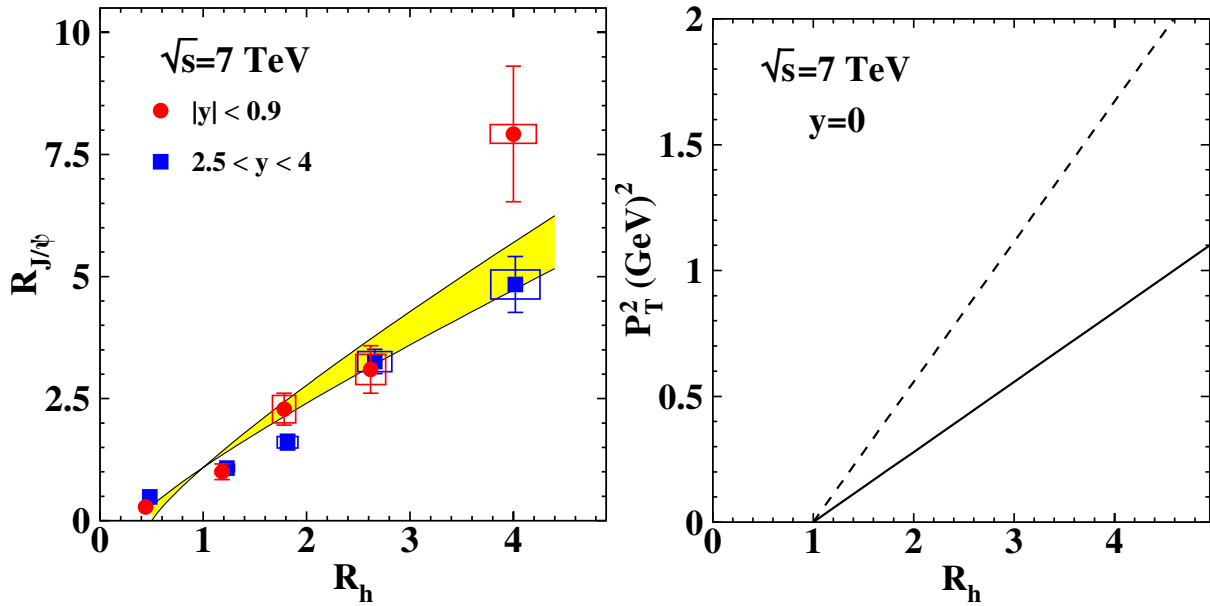 10
7.5
5
2.5
0
R_{J/ψ}
√s=7 TeV
|y| < 0.9
2.5 < y < 4
0 1 2 3 4
R_h
2
1.5
1
0.5
0
P_T^2 (GeV)^2
√s=7 TeV
y=0
0 1 2 3 4
R_h